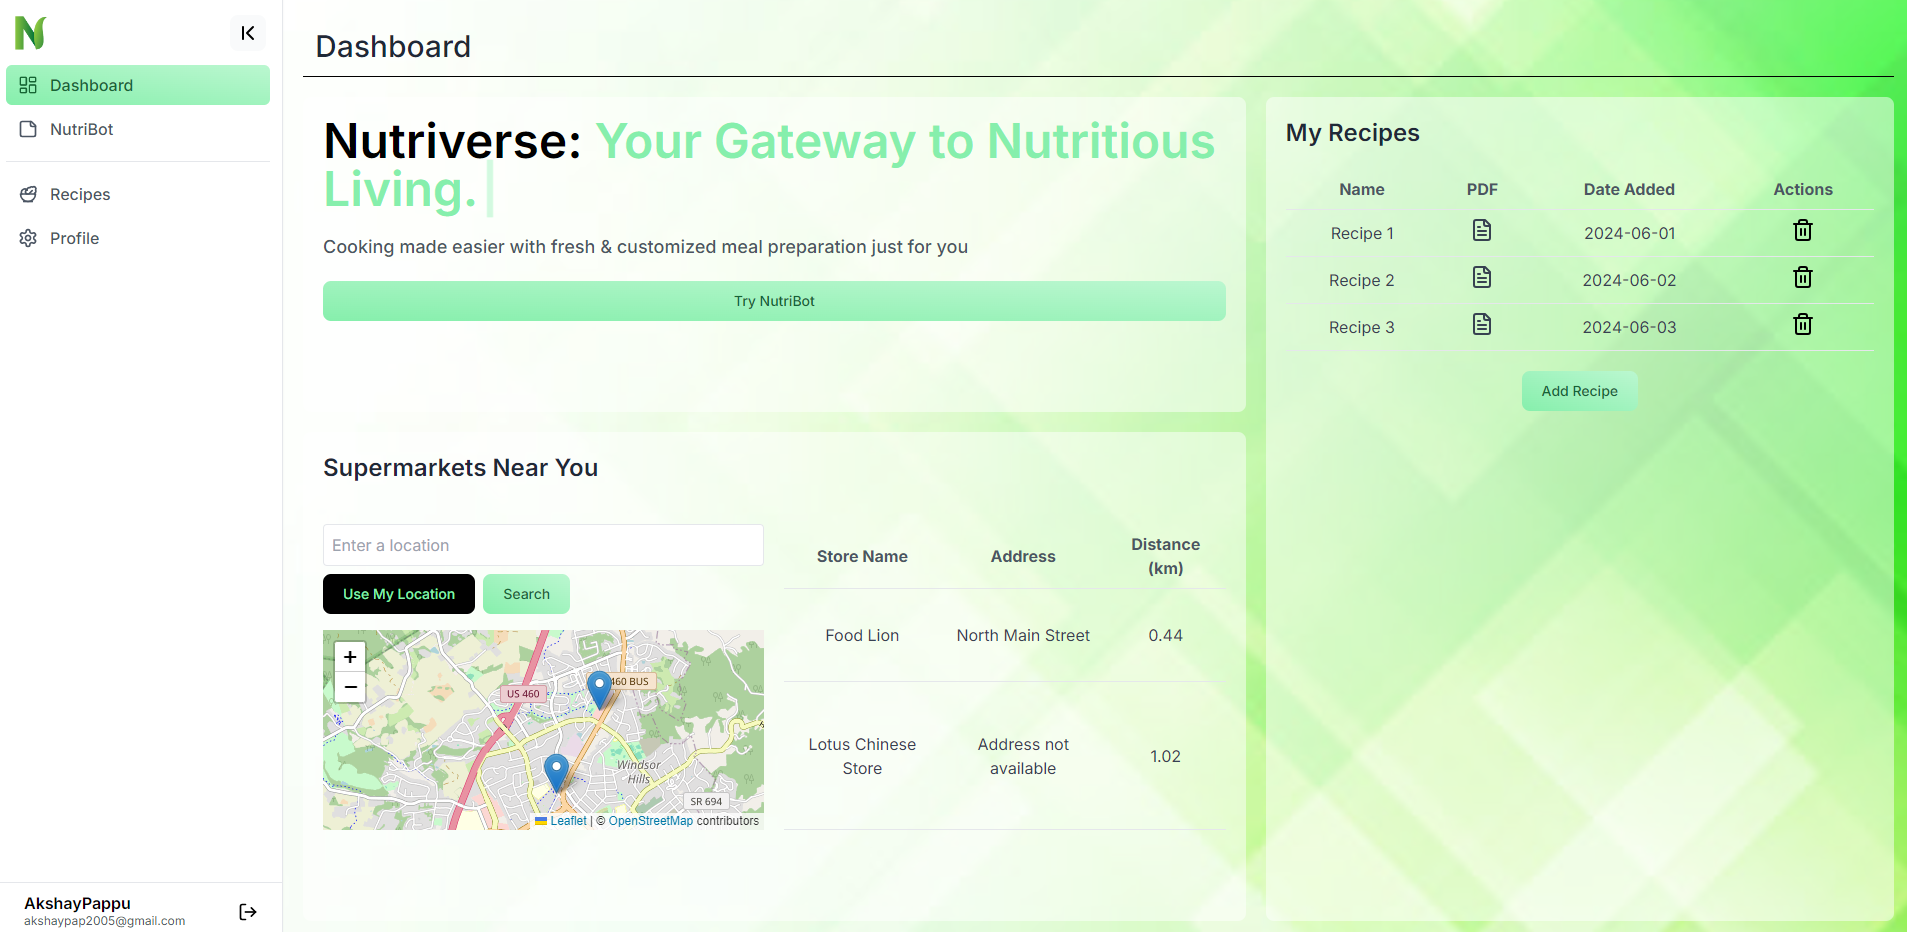 N
Dashboard
NutriBot
Recipes
Profile
AkshayPappu
akshaypap2005@gmail.com
Dashboard
Nutriverse: Your Gateway to Nutritious
Living.
Cooking made easier with fresh & customized meal preparation just for you
Try NutriBot
Supermarkets Near You
Enter a location
Use My Location
Search
+
−
US 460
460 BUS
Windsor
Hills
SR 694
Leaflet | © OpenStreetMap contributors
Store Name Address Distance
(km)
Food Lion North Main Street 0.44
Lotus Chinese Address not
Store available 1.02
My Recipes
Name PDF Date Added Actions
Recipe 1 2024-06-01
Recipe 2 2024-06-02
Recipe 3 2024-06-03
Add Recipe